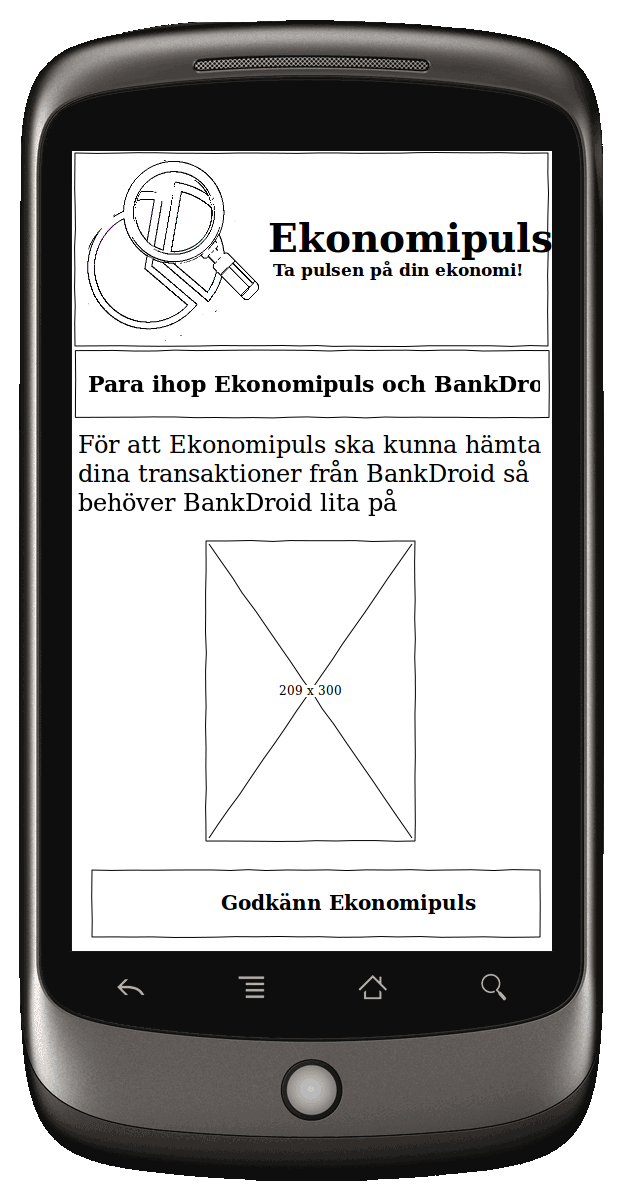 Ekonomipuls
Ta pulsen på din ekonomi!
Para ihop Ekonomipuls och BankDro
För att Ekonomipuls ska kunna hämta
dina transaktioner från BankDroid så
behöver BankDroid lita på
209 x 300
Godkänn Ekonomipuls